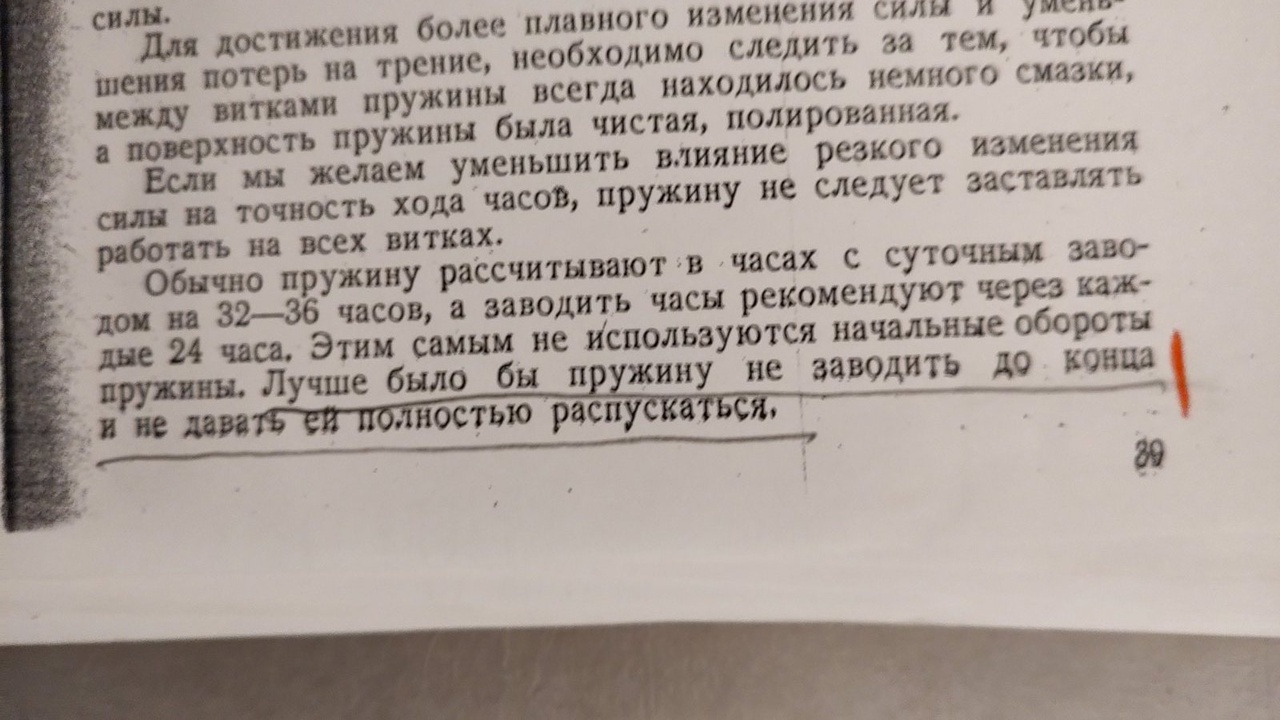 силы.
Для достижения более плавного изменения силы и умень-
шения потерь на трение, необходимо следить за тем, чтобы
между витками пружины всегда находилось немного смазки,
а поверхность пружины была чистая, полированная.
Если мы желаем уменьшить влияние резкого изменения
силы на точность хода часов, пружину не следует заставлять
работать на всех витках.
Обычно пружину рассчитывают в часах с суточным заво-
дом на 32—36 часов, а заводить часы рекомендуют через каж-
дые 24 часа. Этим самым не используются начальные обороты
пружины. Лучше было бы пружину не заводить до конца
и не давать ей полностью распускаться.
39